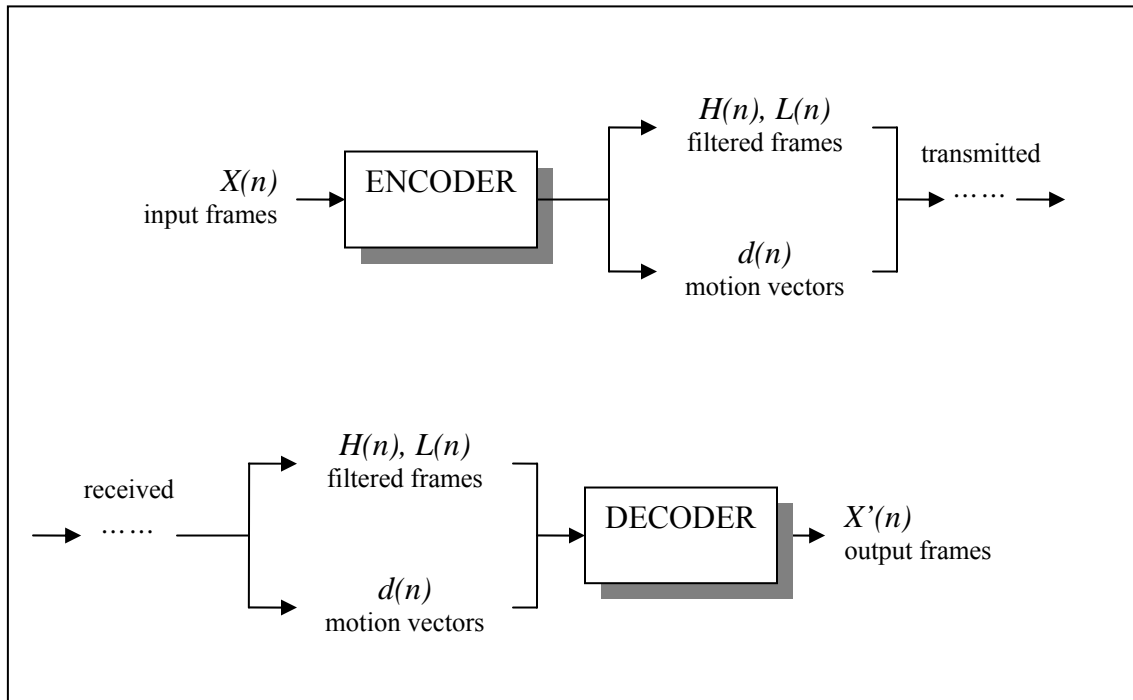 H(n), L(n)
filtered frames
transmitted
X(n)
input frames
ENCODER
……
d(n)
motion vectors
H(n), L(n)
filtered frames
received
……
DECODER
X’(n)
output frames
d(n)
motion vectors